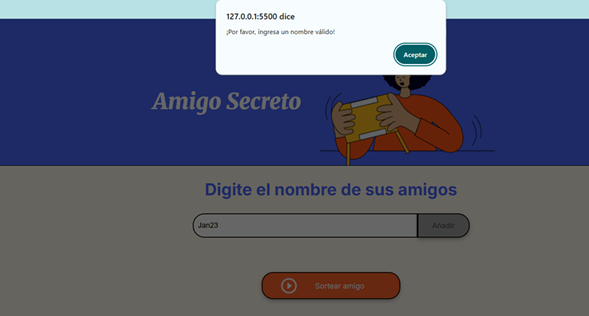 127.0.0.1:5500 dice
¡Por favor, ingresa un nombre válido!
Aceptar
Amigo Secreto
Digite el nombre de sus amigos
Jan23
Añadir
Sortear amigo